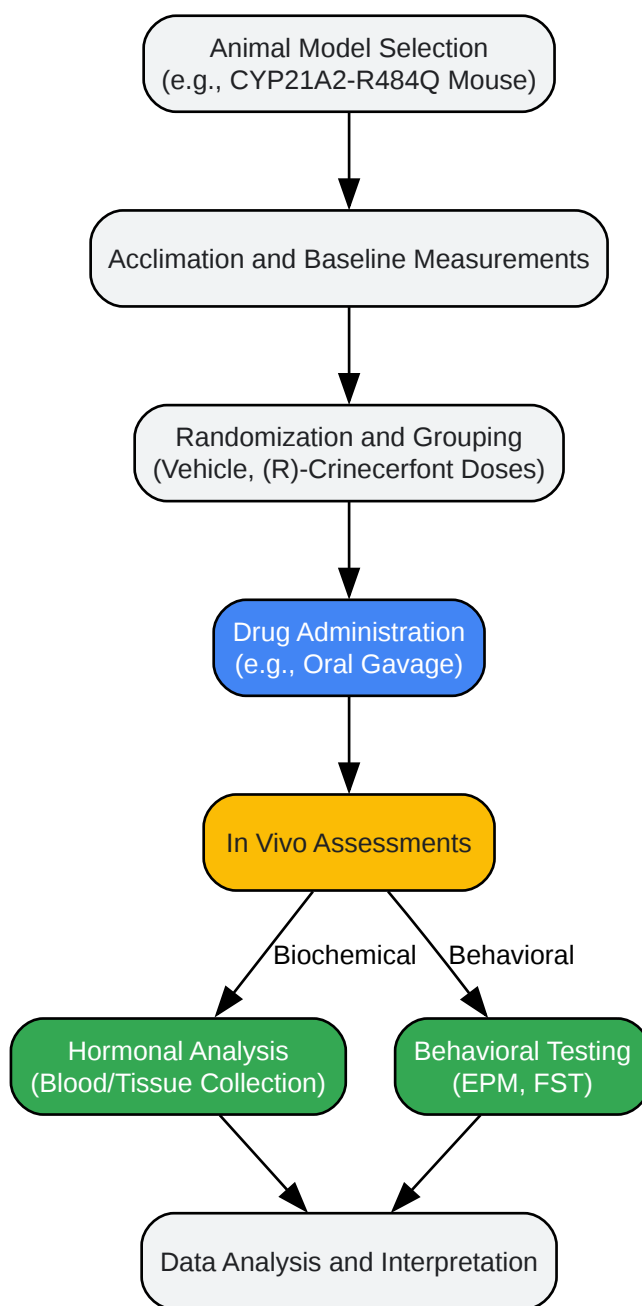 Animal Model Selection
(e.g., CYP21A2-R484Q Mouse)
Acclimation and Baseline Measurements
Randomization and Grouping
(Vehicle, (R)-Crinecerfont Doses)
Drug Administration
(e.g., Oral Gavage)
In Vivo Assessments
Biochemical
Behavioral
Hormonal Analysis
(Blood/Tissue Collection)
Behavioral Testing
(EPM, FST)
Data Analysis and Interpretation